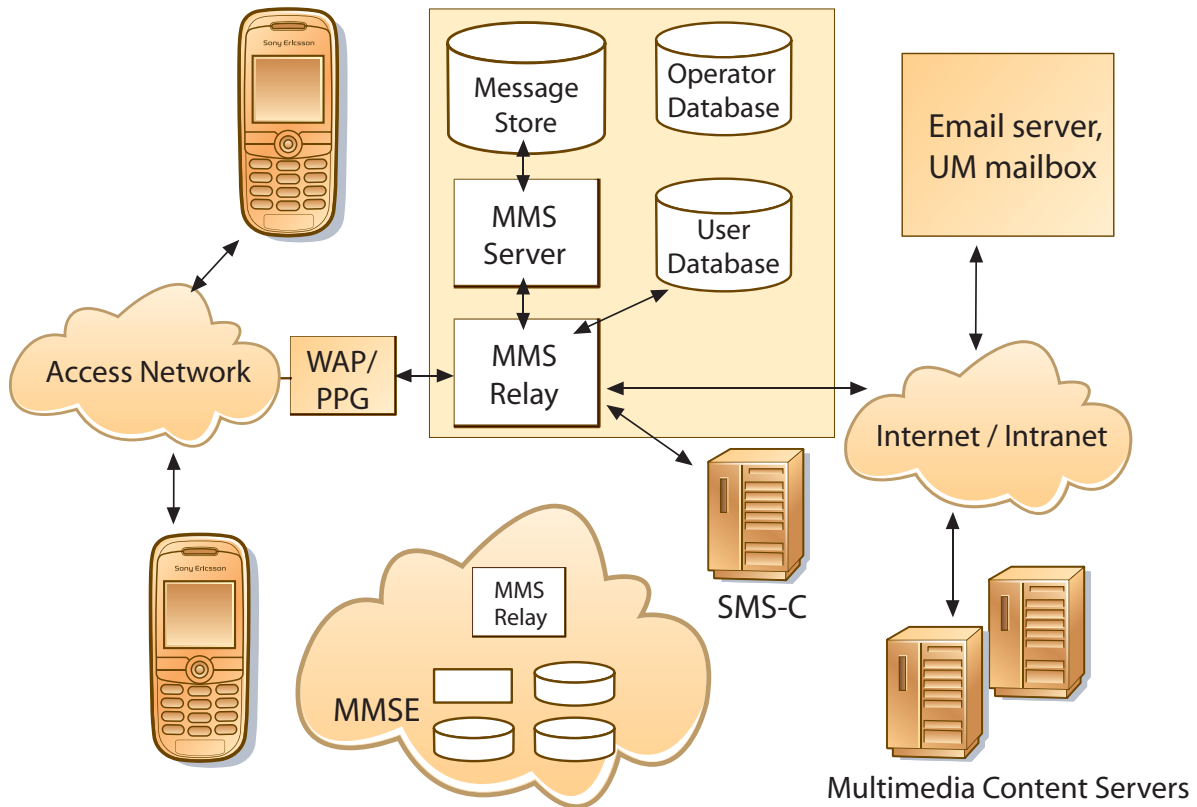 Sony Ericsson
Message
Store
Operator
Database
Email server,
UM mailbox
MMS
Server
User
Database
Access Network
WAP/
PPG
MMS
Relay
Internet / Intranet
Sony Ericsson
MMS
Relay
SMS-C
MMSE
Multimedia Content Servers